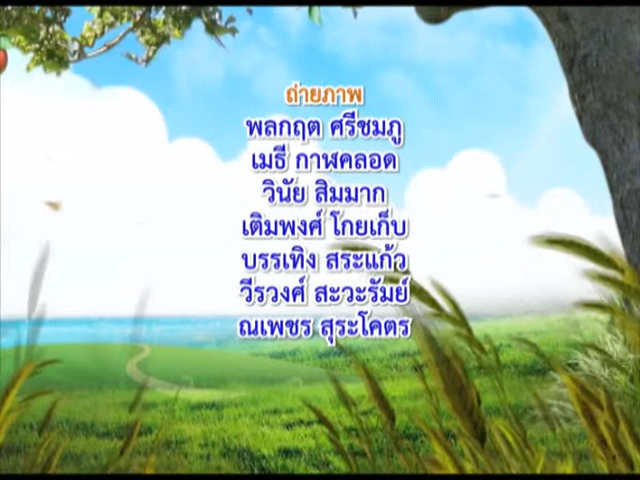 ถ่ายภาพ
พลกฤต ศรีชมภู
เมธี กาฬคลอด
วินัย สิมมาก
เติมพงศ์ โกยเก็บ
บรรเทิง สระแก้ว
วีรวงศ์ สะวะรัมย์
ณเพชร สุระโคตร